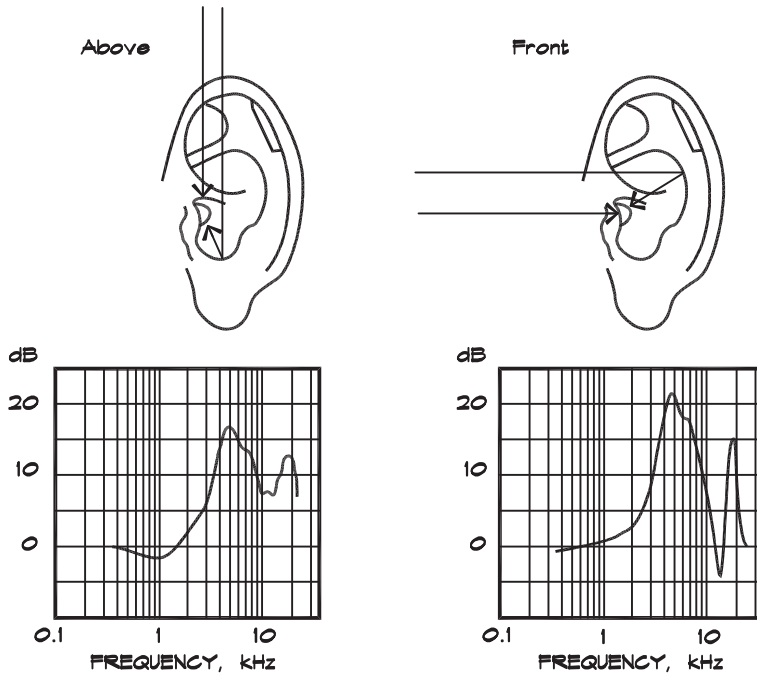 Above
Front
dB
20
10
0
0.1 1 10
FREQUENCY, kHz
dB
20
10
0
0.1 1 10
FREQUENCY, kHz